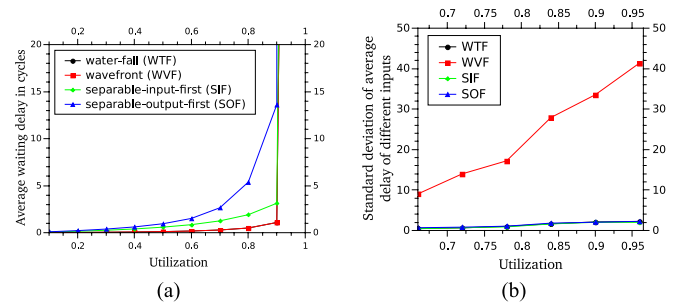 20
15
10
5
0
Average waiting delay in cycles
0.2
0.4
0.6
0.8
1
water-fall (WTF)
wavefront (WVF)
separable-input-first (SIF)
separable-output-first (SOF)
20
15
10
5
0
0.2
0.4
0.6
0.8
1
Utilization
(a)
50
40
30
20
10
0
Standard deviation of average
delay of different inputs
0.7
0.75
0.8
0.85
0.9
0.95
WTF
WVF
SIF
SOF
50
40
30
20
10
0
0.7
0.75
0.8
0.85
0.9
0.95
Utilization
(b)